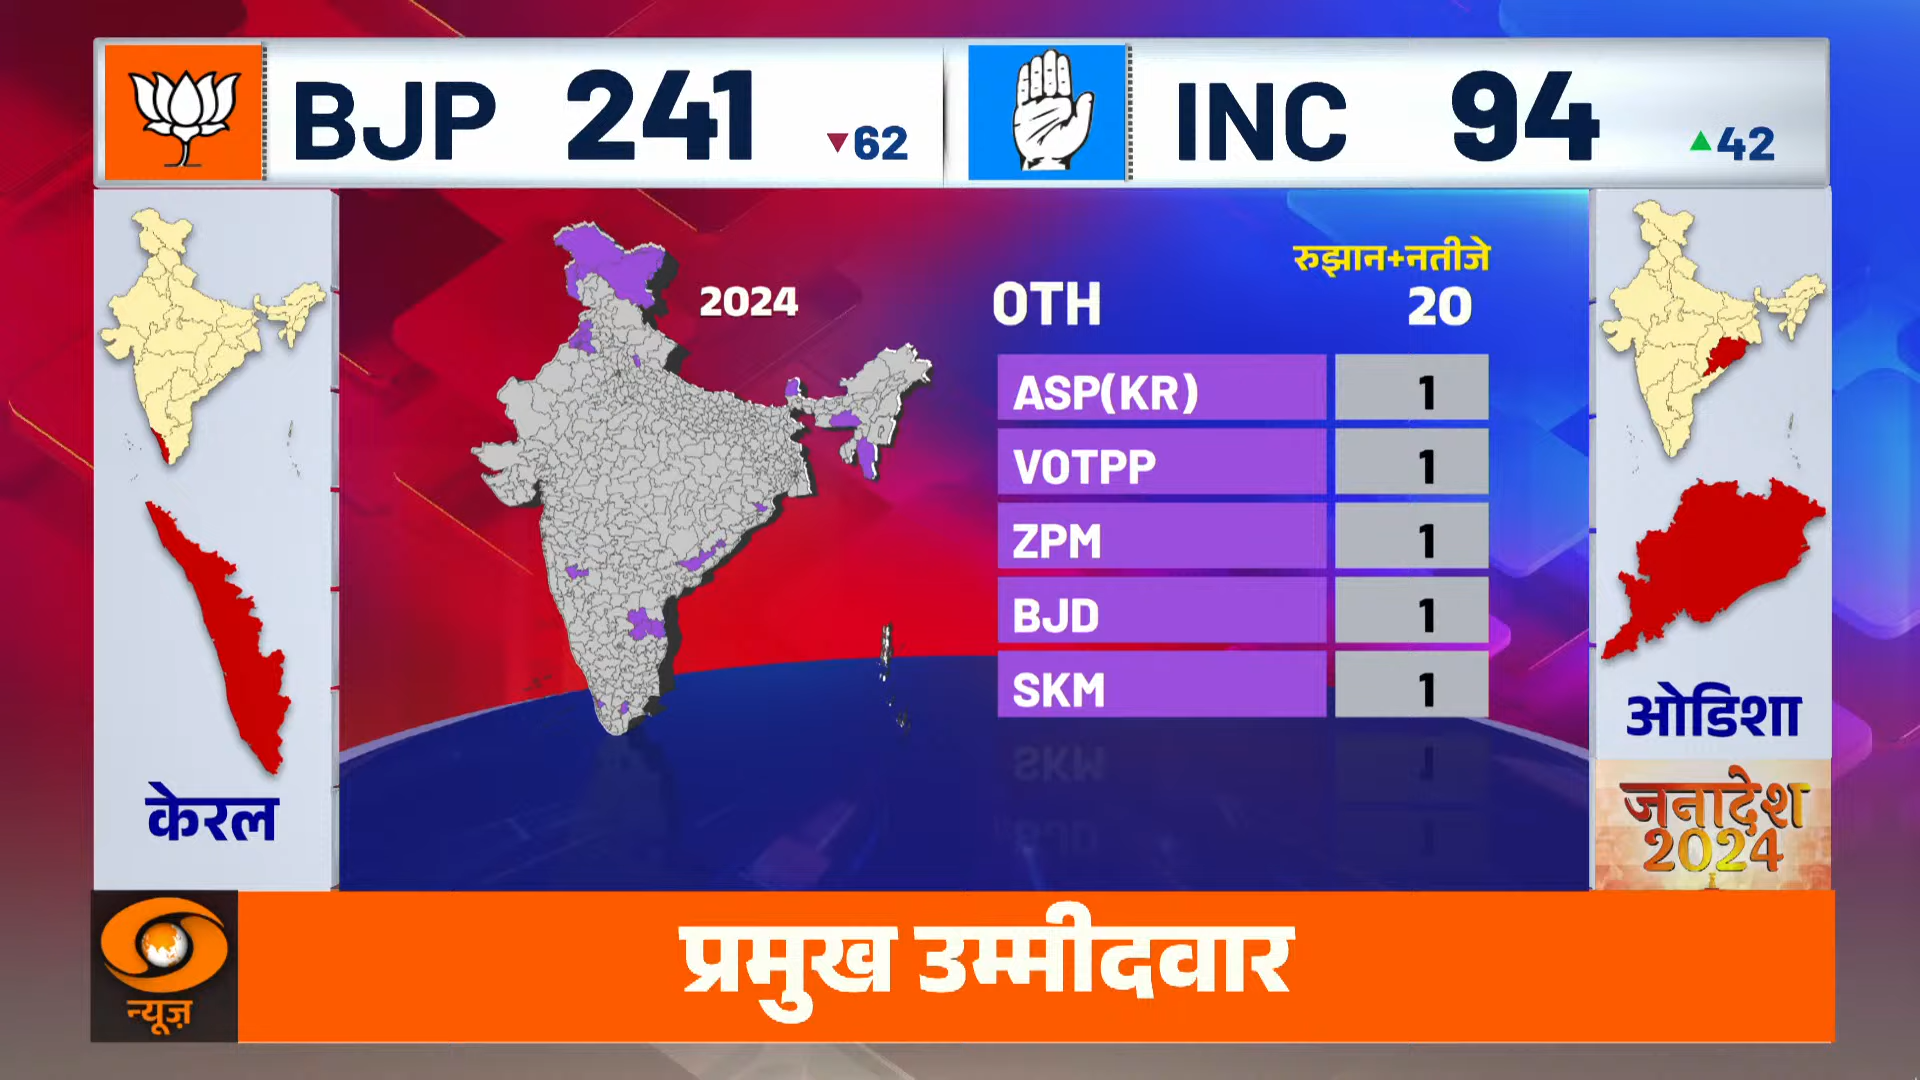 BJP 241 ▼62
INC 94 ▲42
2024
रुझान+नतीजे
OTH 20
ASP(KR) 1
VOTPP 1
ZPM 1
BJD 1
SKM 1
केरल
ओडिशा
जनादेश
2024
न्यूज़
प्रमुख उम्मीदवार